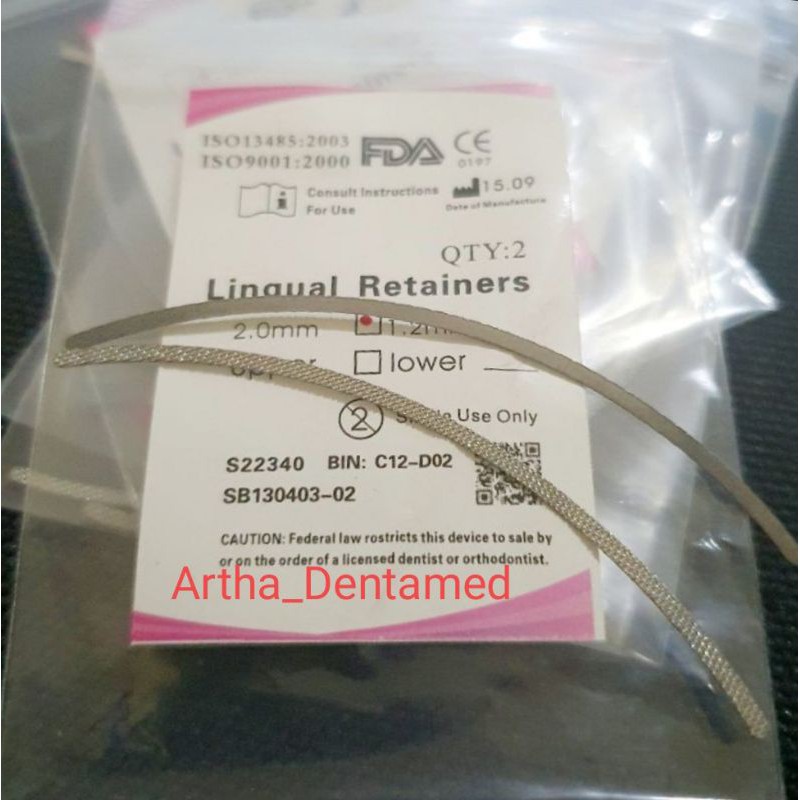 ISO13485:2003
ISO9001:2000
FDA CE
0197
i
Consult Instructions
For Use
15.09
Date of Manufacture
QTY:2
Lingual Retainers
2.0mm
lower
2
Use Only
S22340 BIN: C12-D02
SB130403-02
CAUTION: Federal law rostricts this device to sale by
or on the order of a licensed dentist or orthodontist.
Artha_Dentamed